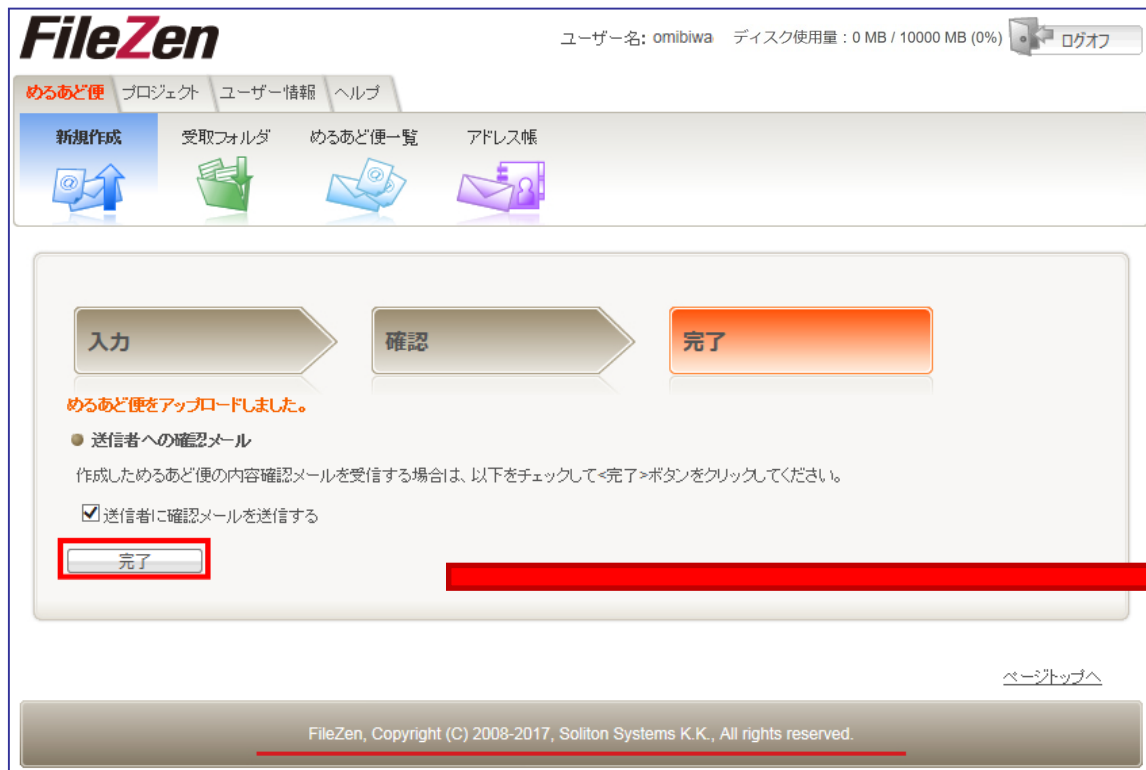 FileZen
ユーザー名: omibiwa ディスク使用量：0 MB / 10000 MB (0%) ログオフ
めるあど便 プロジェクト ユーザー情報 ヘルプ
新規作成 受取フォルダ めるあど便一覧 アドレス帳
入力 確認 完了
めるあど便をアップロードしました。
送信者への確認メール
作成しためるあど便の内容確認メールを受信する場合は、以下をチェックして<完了>ボタンをクリックしてください。
送信者に確認メールを送信する
完了
ページトップへ
FileZen, Copyright (C) 2008-2017, Soliton Systems K.K., All rights reserved.